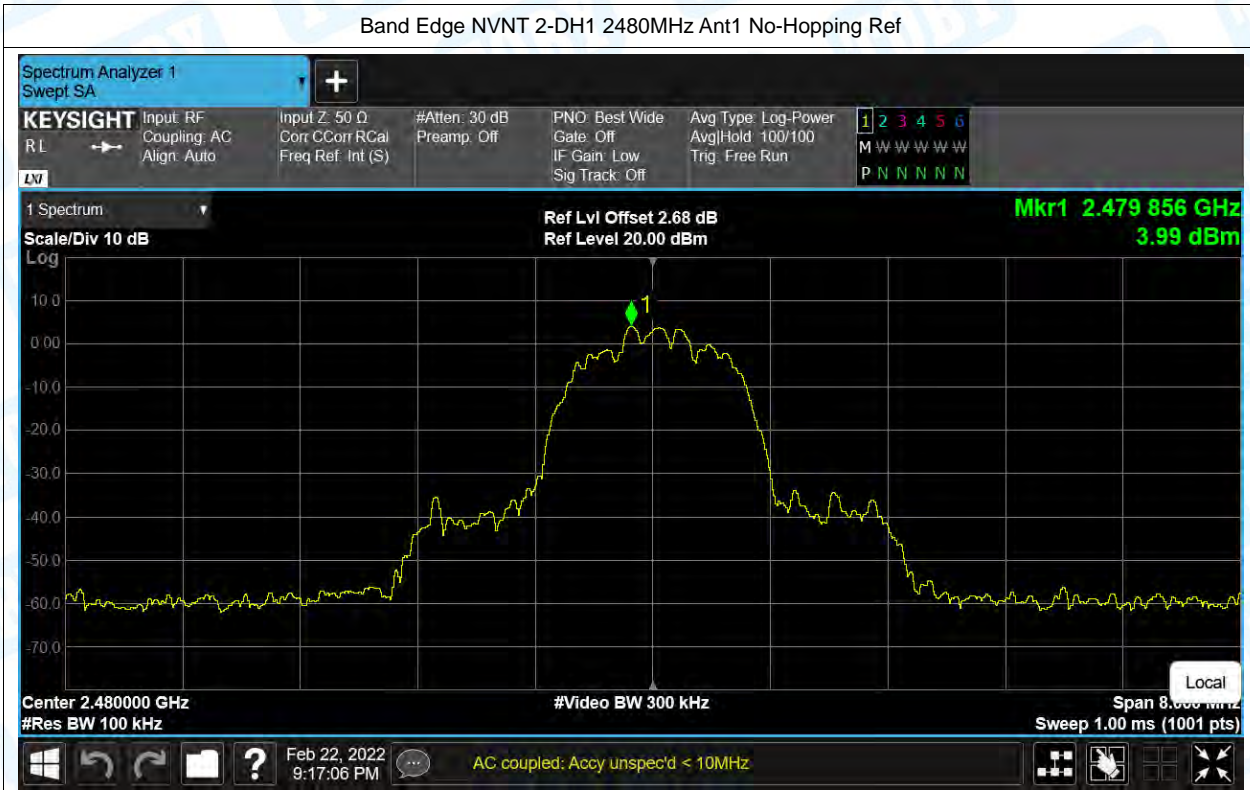 Band Edge NVNT 2-DH1 2480MHz Ant1 No-Hopping Ref
Spectrum Analyzer 1
Swept SA
KEYSIGHT
RL
LXI
Input: RF
Coupling: AC
Align: Auto
Input Z: 50 Ω
Corr CCorr RCal
Freq Ref: Int (S)
#Atten: 30 dB
Preamp: Off
PNO: Best Wide
Gate: Off
IF Gain: Low
Sig Track: Off
Avg Type: Log-Power
Avg|Hold: 100/100
Trig: Free Run
1 2 3 4 5 6
M W W W W W
P N N N N N
1 Spectrum
Scale/Div 10 dB
Ref Lvl Offset 2.68 dB
Ref Level 20.00 dBm
Mkr1 2.479 856 GHz
3.99 dBm
Log
1
10.0
0.00
-10.0
-20.0
-30.0
-40.0
-50.0
-60.0
-70.0
Local
Center 2.480000 GHz
#Video BW 300 kHz
Span 8.000 MHz
#Res BW 100 kHz
Sweep 1.00 ms (1001 pts)
?
Feb 22, 2022
9:17:06 PM
AC coupled: Accy unspec'd < 10MHz